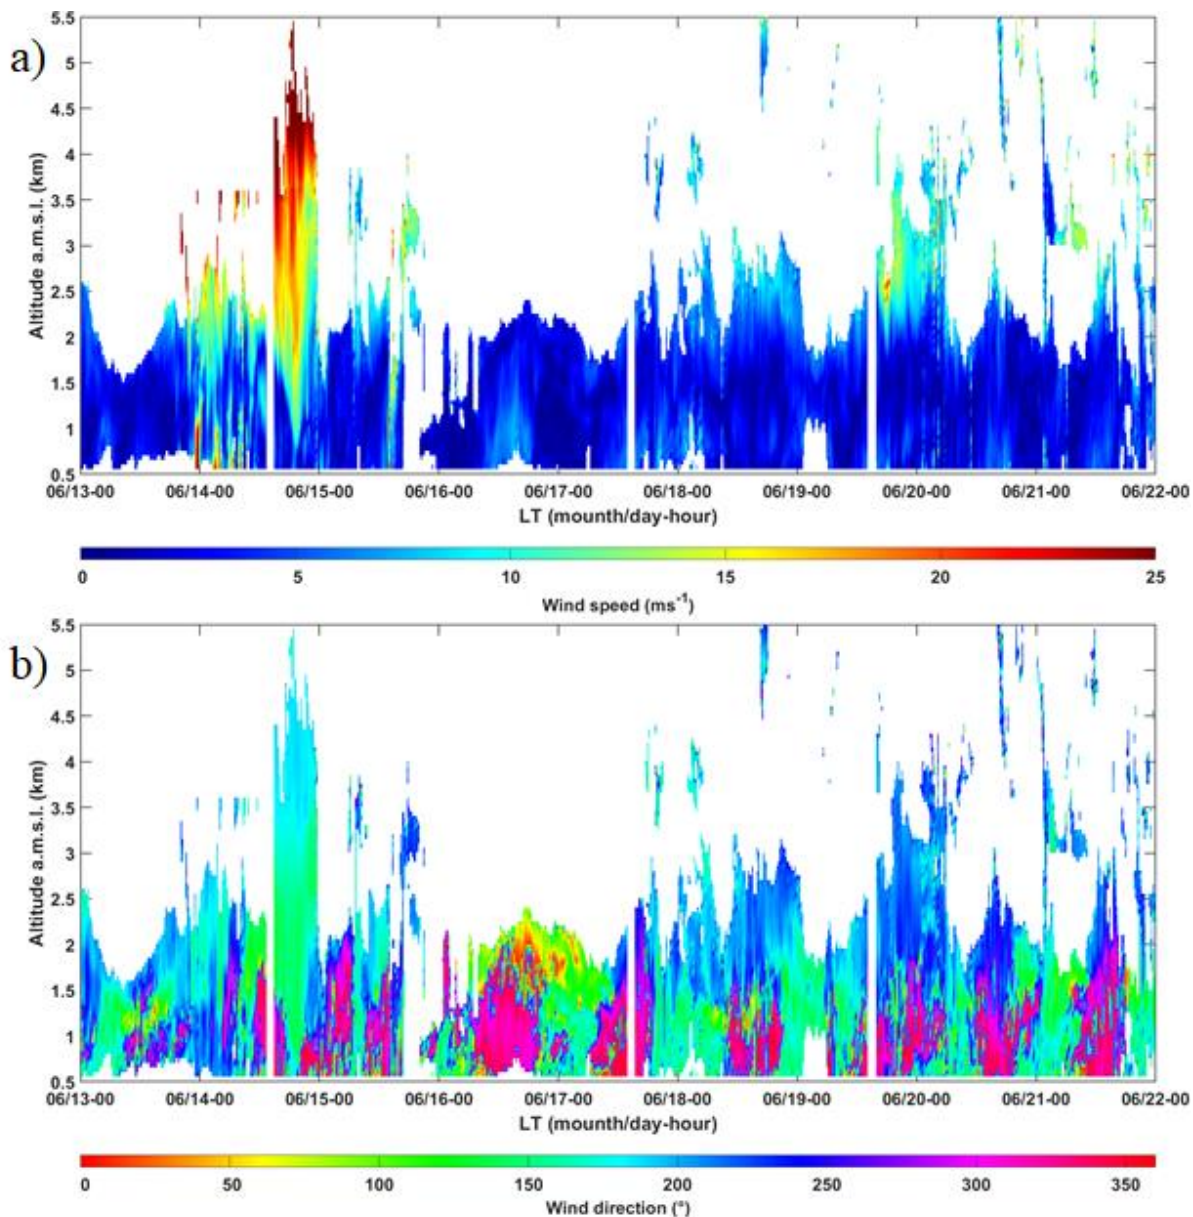 a)
5.5
5
4.5
4
3.5
3
2.5
2
1.5
1
0.5
Altitude a.m.s.l. (km)
06/13-00 06/14-00 06/15-00 06/16-00 06/17-00 06/18-00 06/19-00 06/20-00 06/21-00 06/22-00
LT (mounth/day-hour)
0 5 10 15 20 25
Wind speed (ms⁻¹)
b)
5.5
5
4.5
4
3.5
3
2.5
2
1.5
1
0.5
Altitude a.m.s.l. (km)
06/13-00 06/14-00 06/15-00 06/16-00 06/17-00 06/18-00 06/19-00 06/20-00 06/21-00 06/22-00
LT (mounth/day-hour)
0 50 100 150 200 250 300 350
Wind direction (°)